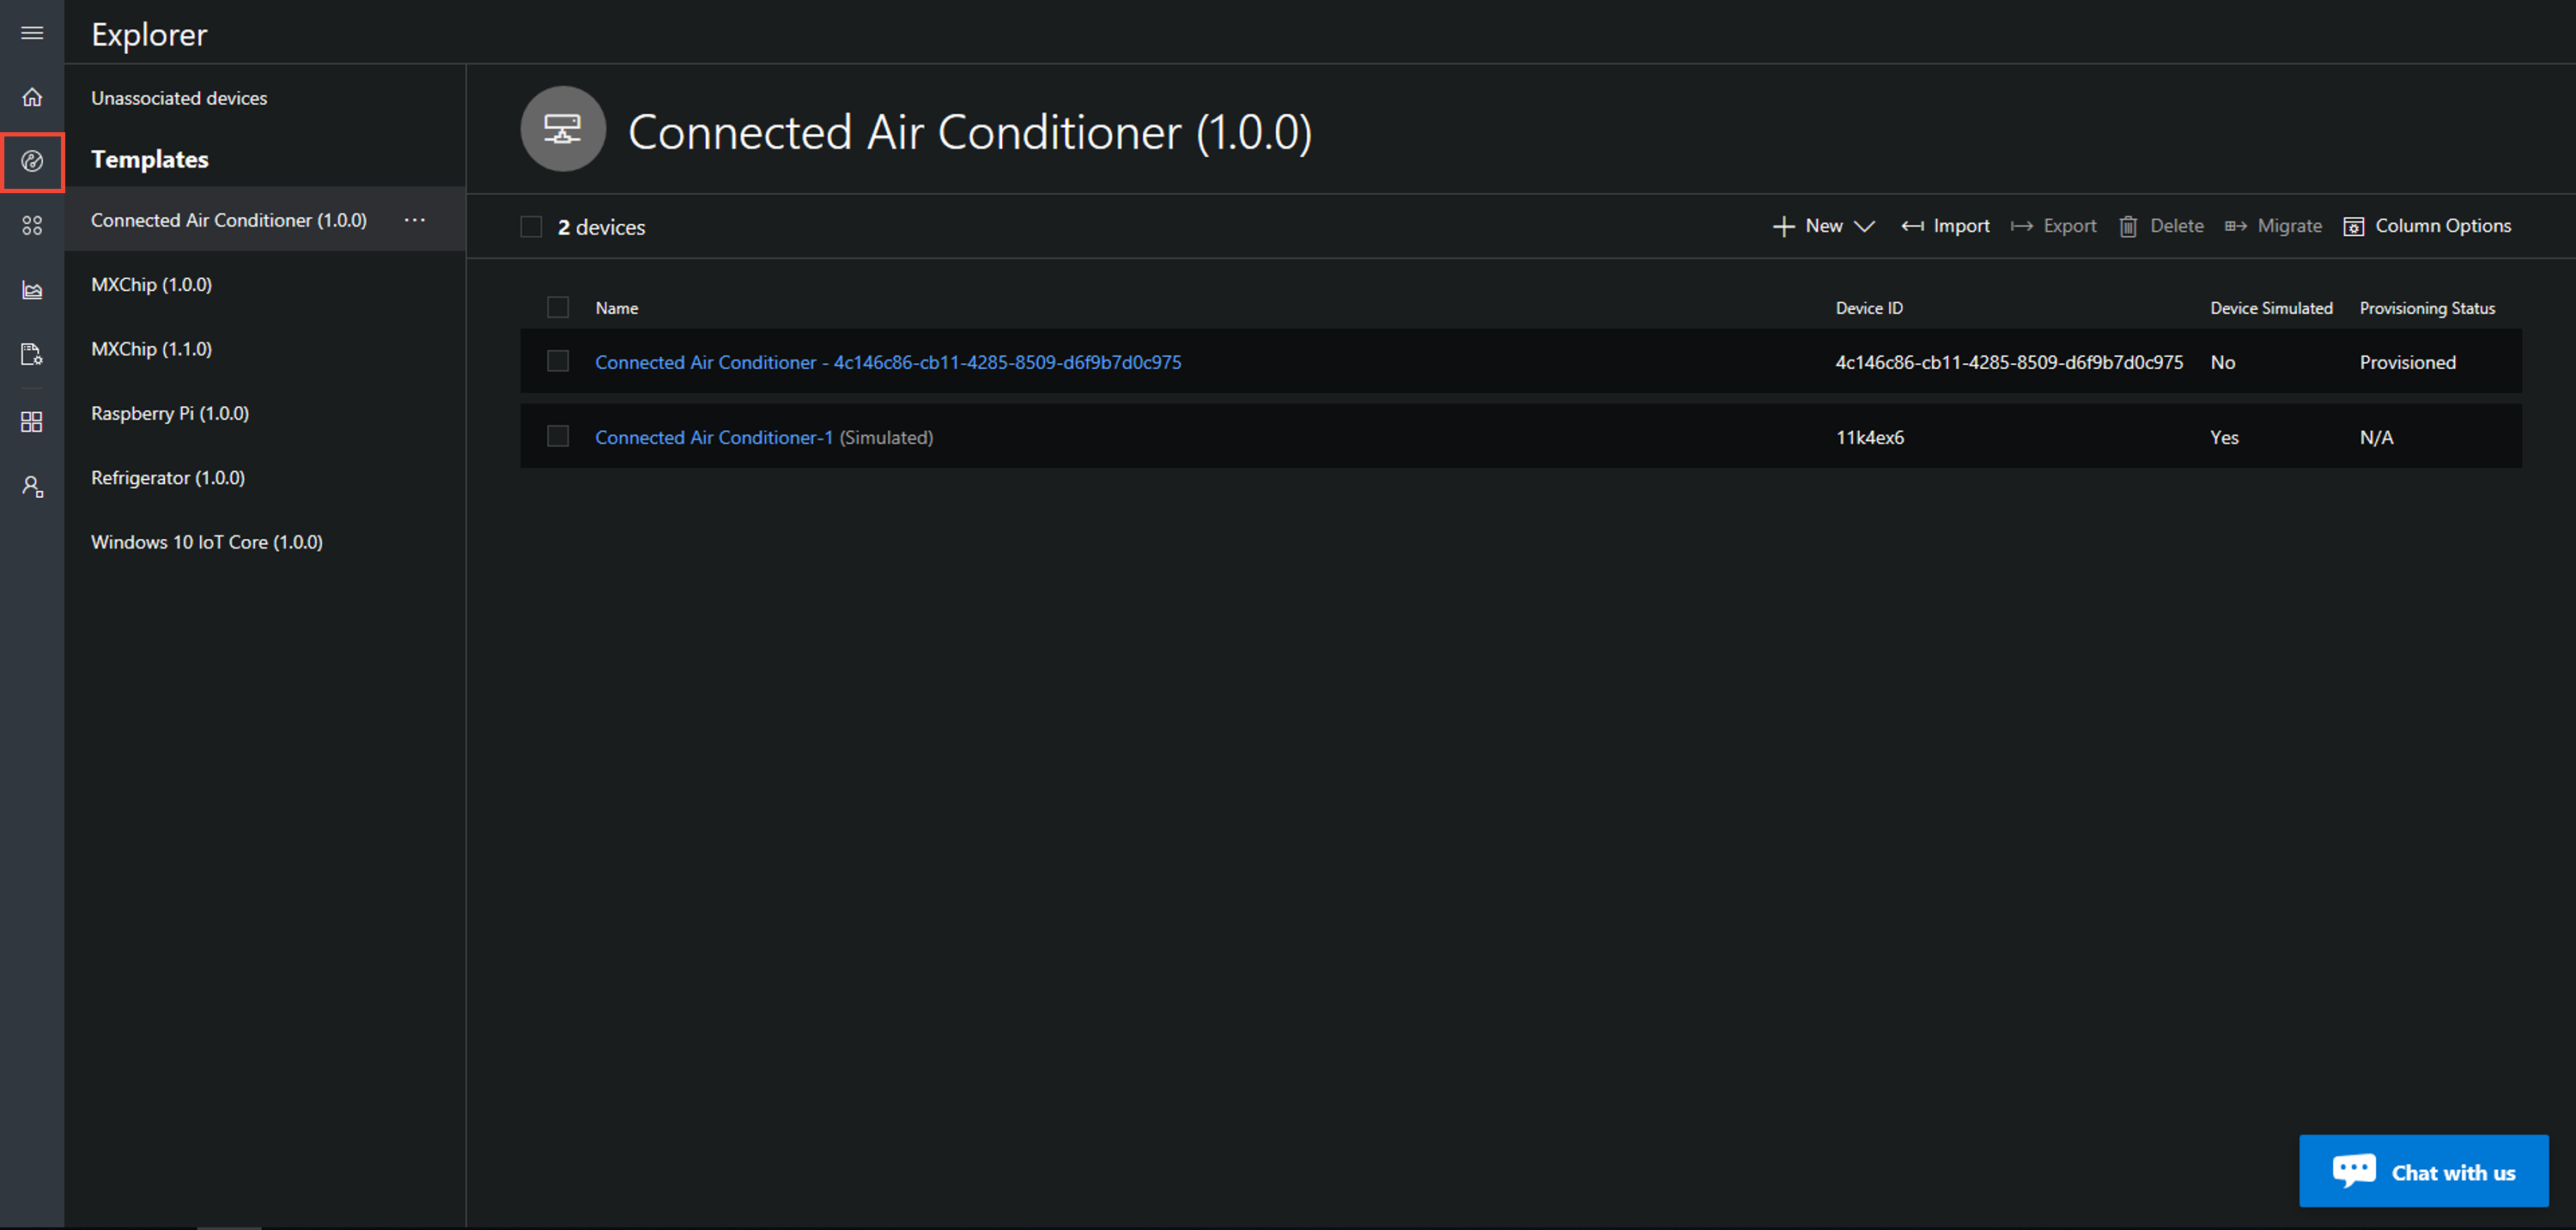 Explorer
Unassociated devices
Templates
Connected Air Conditioner (1.0.0) ...
MXChip (1.0.0)
MXChip (1.1.0)
Raspberry Pi (1.0.0)
Refrigerator (1.0.0)
Windows 10 IoT Core (1.0.0)
Connected Air Conditioner (1.0.0)
2 devices New Import Export Delete Migrate Column Options
Name Device ID Device Simulated Provisioning Status
Connected Air Conditioner - 4c146c86-cb11-4285-8509-d6f9b7d0c975 4c146c86-cb11-4285-8509-d6f9b7d0c975 No Provisioned
Connected Air Conditioner-1 (Simulated) 11k4ex6 Yes N/A
Chat with us